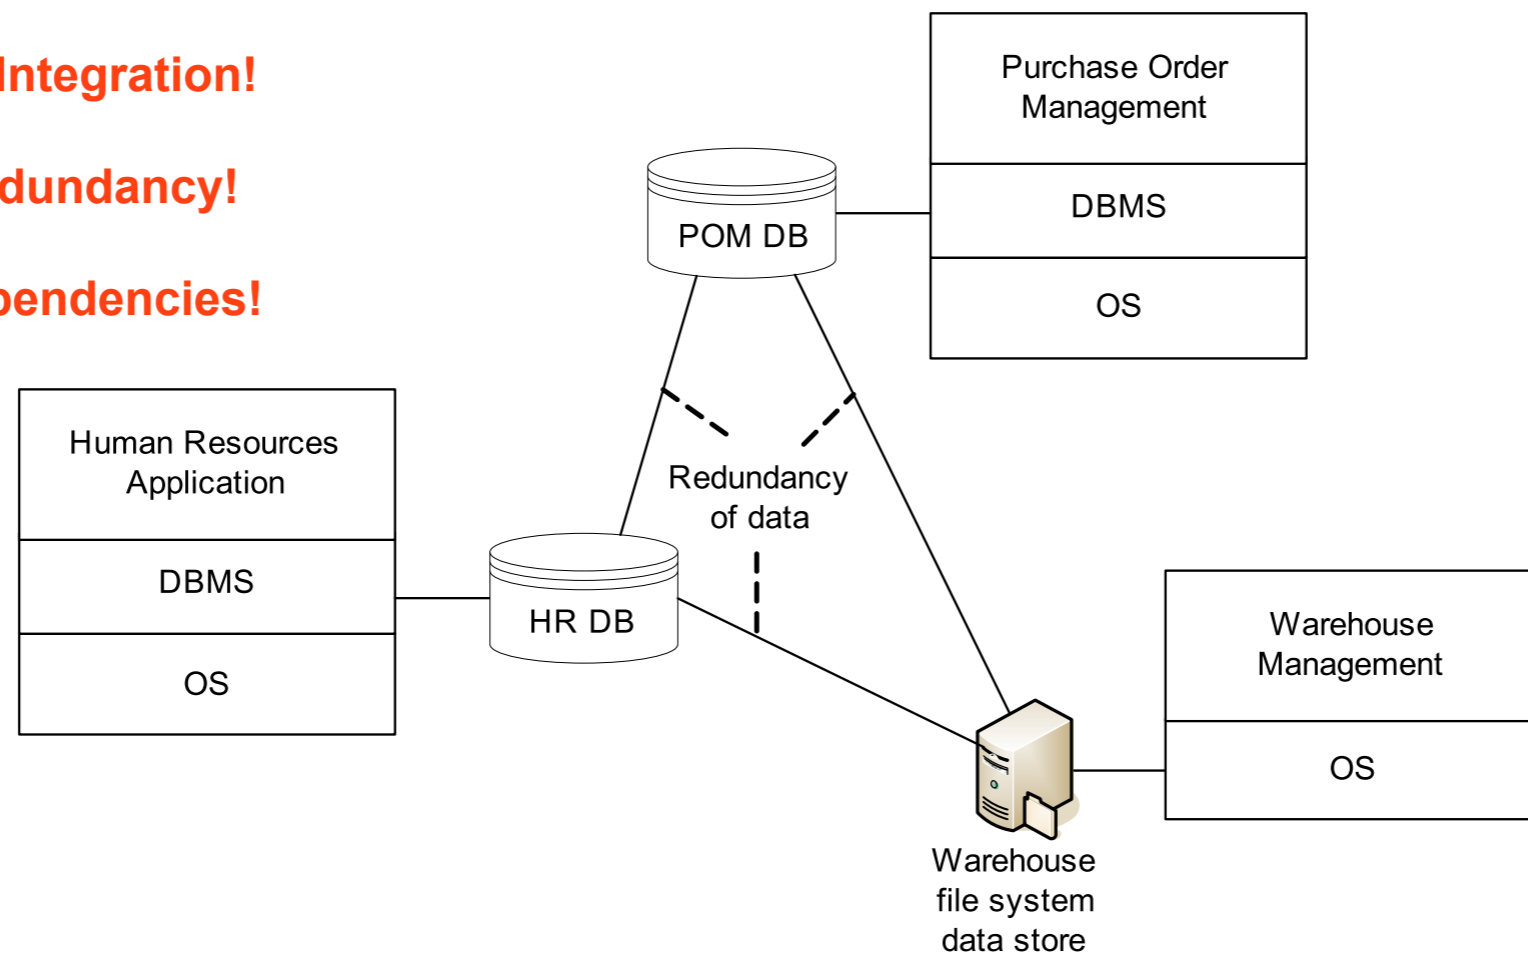 Integration!
dundancy!
pendencies!
Purchase Order
Management
DBMS
OS
POM DB
Human Resources
Application
DBMS
OS
Redundancy
of data
HR DB
Warehouse
Management
OS
Warehouse
file system
data store